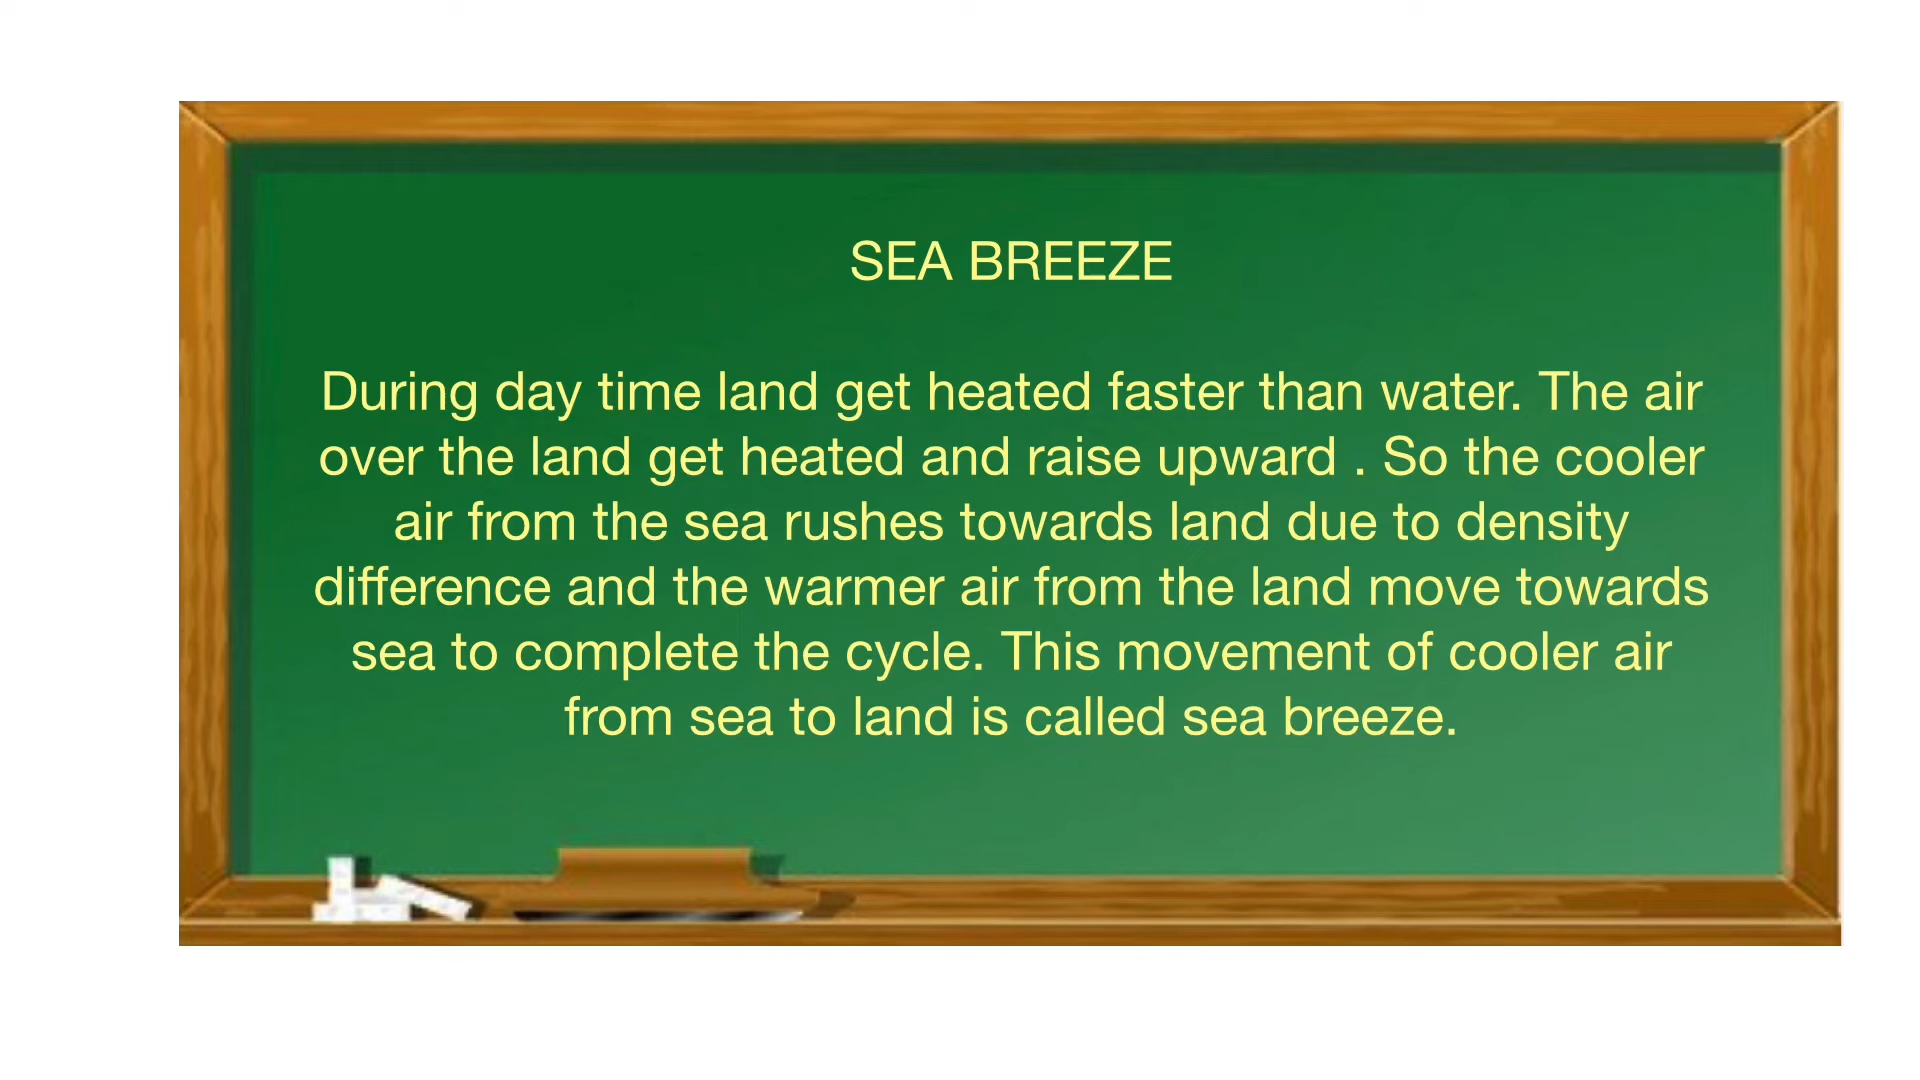 SEA BREEZE
During day time land get heated faster than water. The air
over the land get heated and raise upward . So the cooler
air from the sea rushes towards land due to density
difference and the warmer air from the land move towards
sea to complete the cycle. This movement of cooler air
from sea to land is called sea breeze.